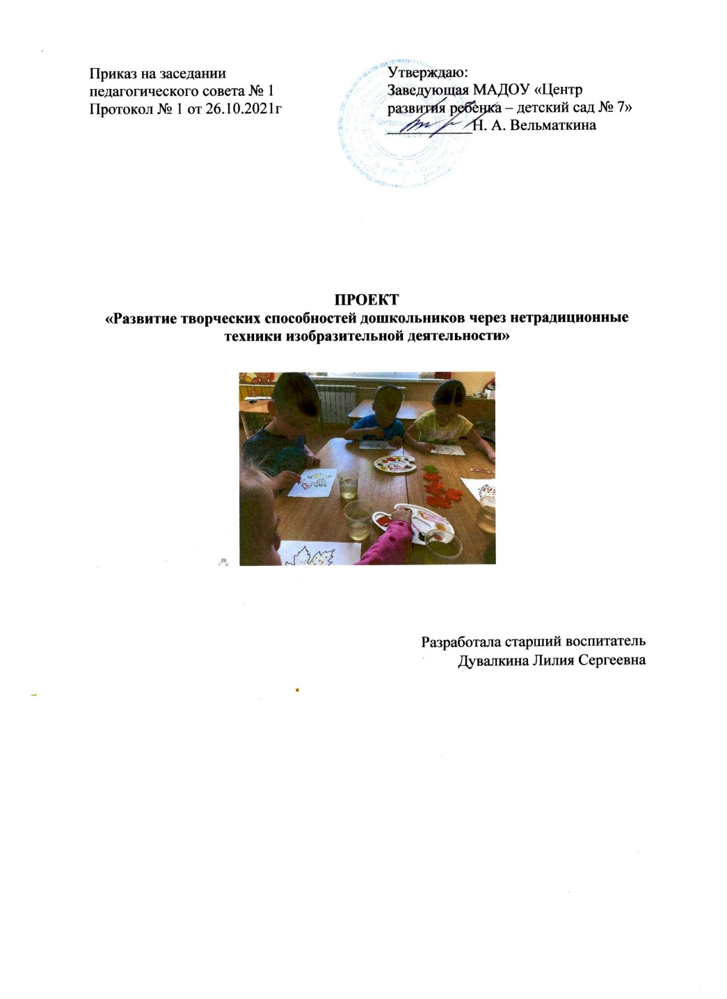 Приказ на заседании
педагогического совета № 1
Протокол № 1 от 26.10.2021г
Утверждаю:
Заведующая МАДОУ «Центр
развития ребенка – детский сад № 7»
Н. А. Вельматкина
ПРОЕКТ
«Развитие творческих способностей дошкольников через нетрадиционные
техники изобразительной деятельности»
Разработала старший воспитатель
Дувалкина Лилия Сергеевна